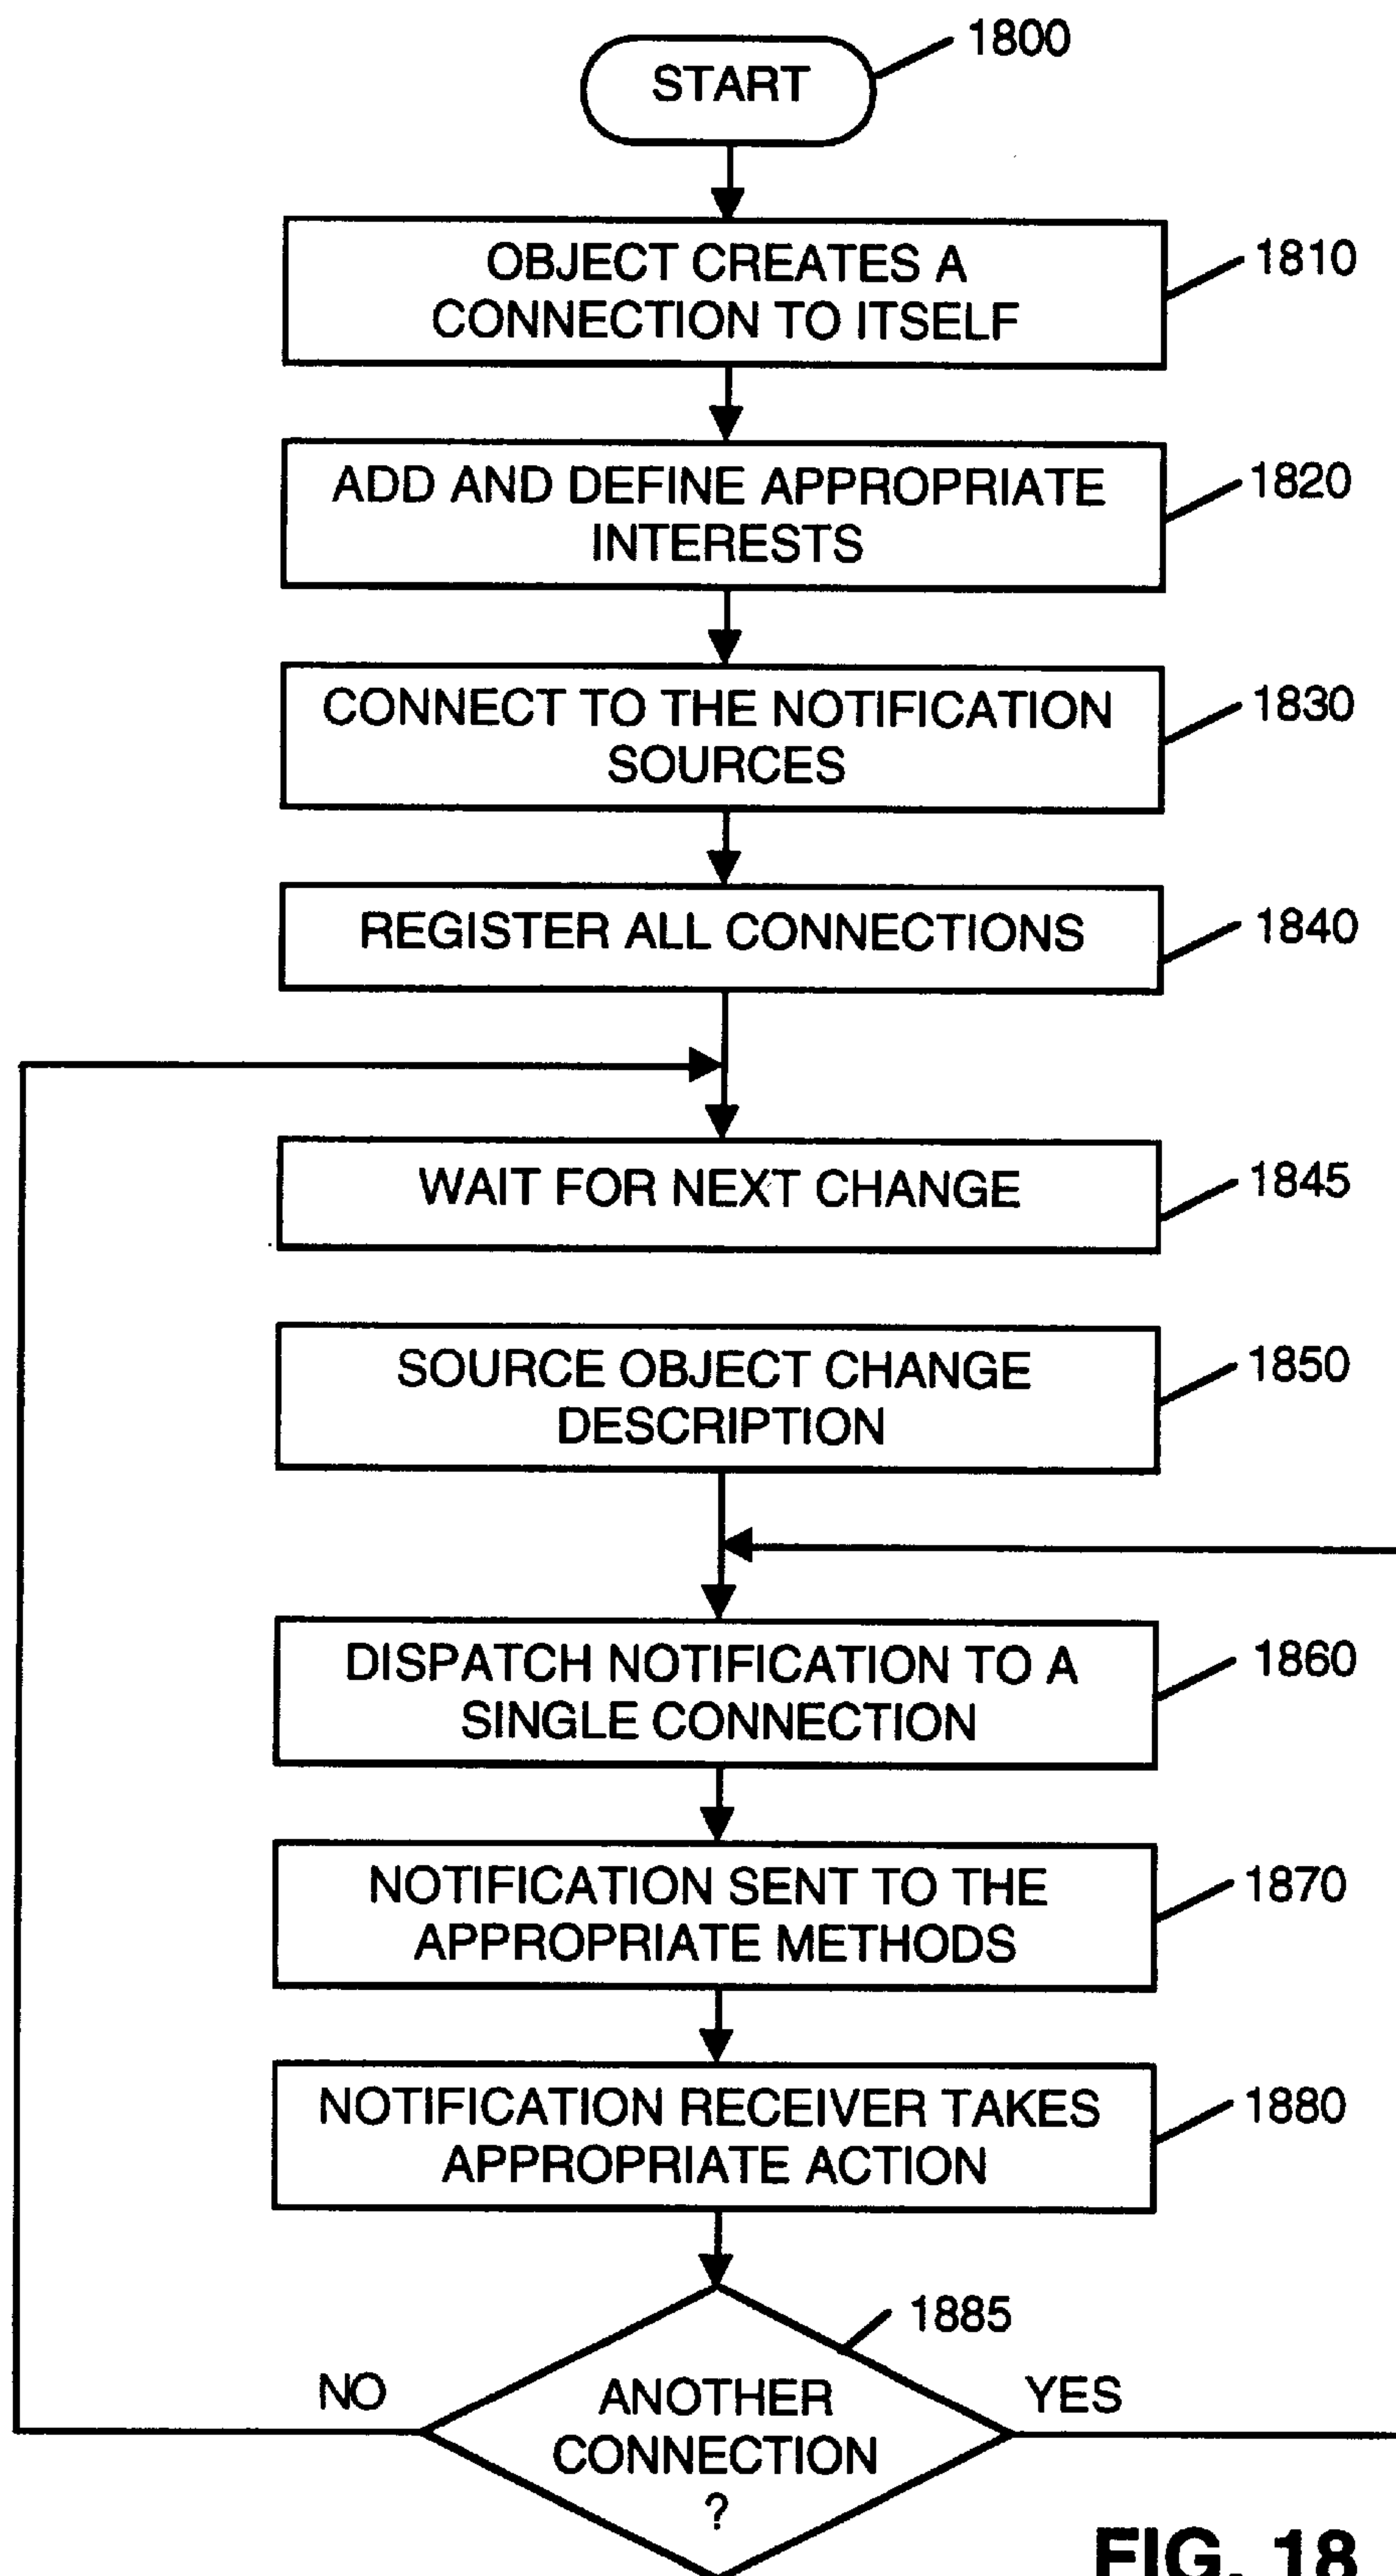 START
1800
OBJECT CREATES A
CONNECTION TO ITSELF
1810
ADD AND DEFINE APPROPRIATE
INTERESTS
1820
CONNECT TO THE NOTIFICATION
SOURCES
1830
REGISTER ALL CONNECTIONS
1840
WAIT FOR NEXT CHANGE
1845
SOURCE OBJECT CHANGE
DESCRIPTION
1850
DISPATCH NOTIFICATION TO A
SINGLE CONNECTION
1860
NOTIFICATION SENT TO THE
APPROPRIATE METHODS
1870
NOTIFICATION RECEIVER TAKES
APPROPRIATE ACTION
1880
1885
NO
ANOTHER
CONNECTION
?
YES
FIG. 18